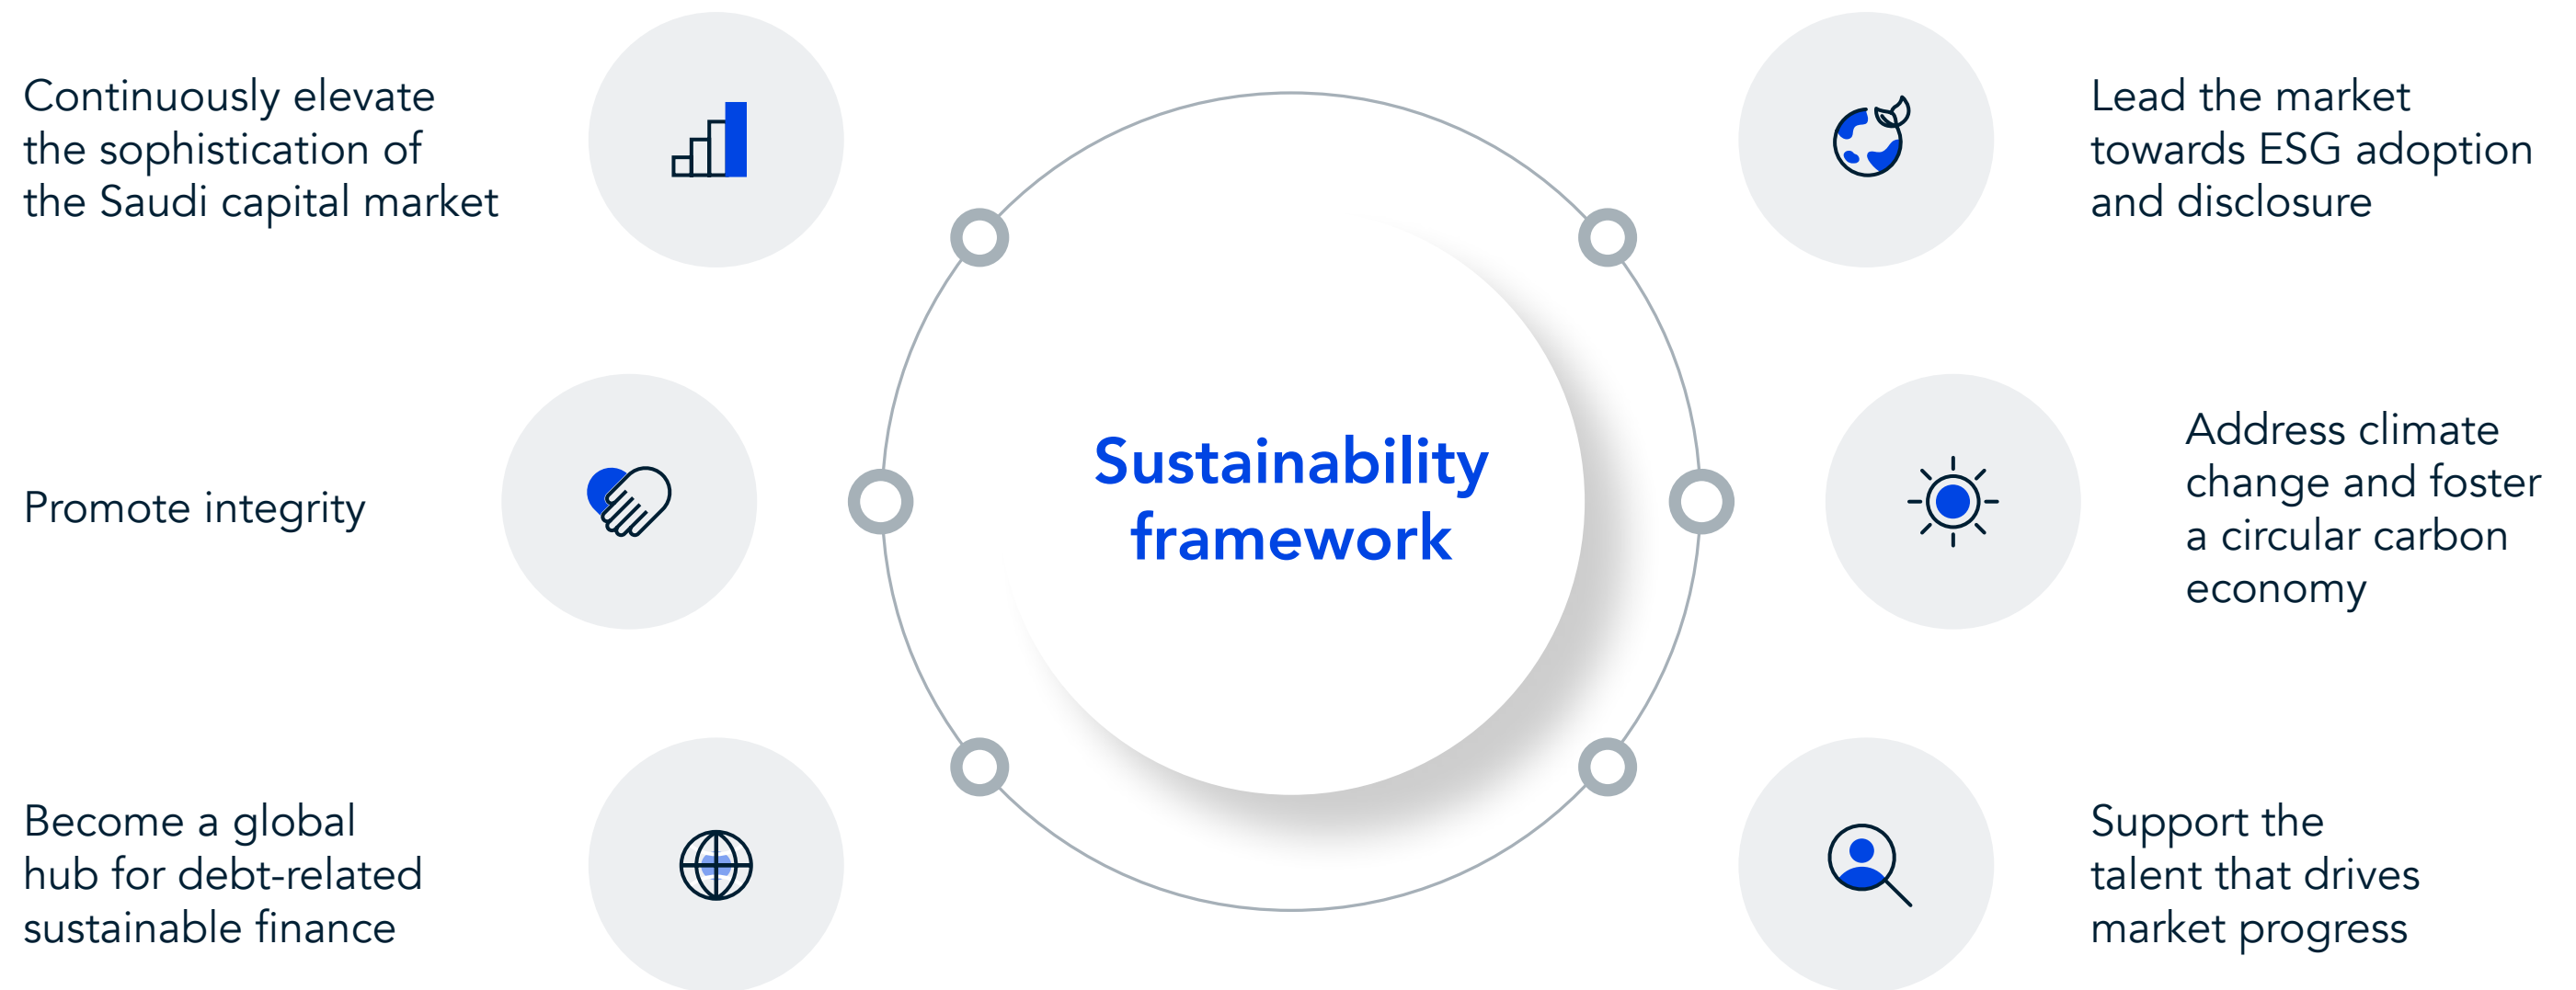 Continuously elevate
the sophistication of
the Saudi capital market
Promote integrity
Become a global
hub for debt-related
sustainable finance
Sustainability
framework
Lead the market
towards ESG adoption
and disclosure
Address climate
change and foster
a circular carbon
economy
Support the
talent that drives
market progress